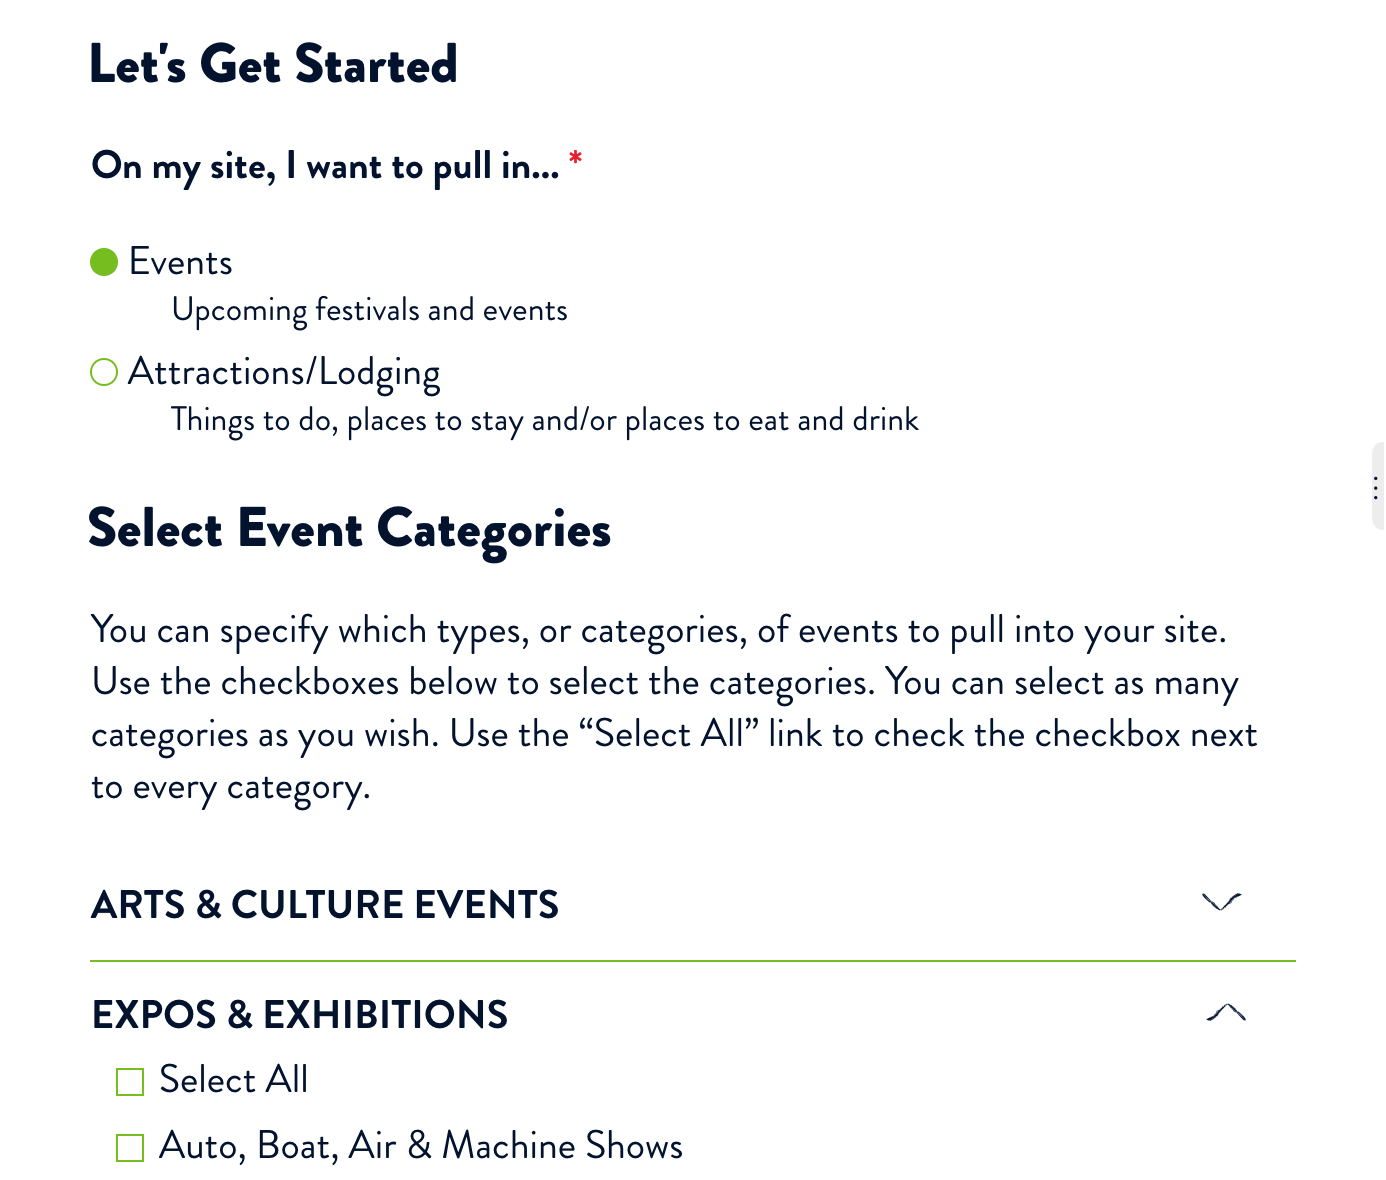 Let's Get Started
On my site, I want to pull in... *
Events
Upcoming festivals and events
Attractions/Lodging
Things to do, places to stay and/or places to eat and drink
Select Event Categories
You can specify which types, or categories, of events to pull into your site.
Use the checkboxes below to select the categories. You can select as many
categories as you wish. Use the “Select All” link to check the checkbox next
to every category.
ARTS & CULTURE EVENTS
EXPOS & EXHIBITIONS
Select All
Auto, Boat, Air & Machine Shows